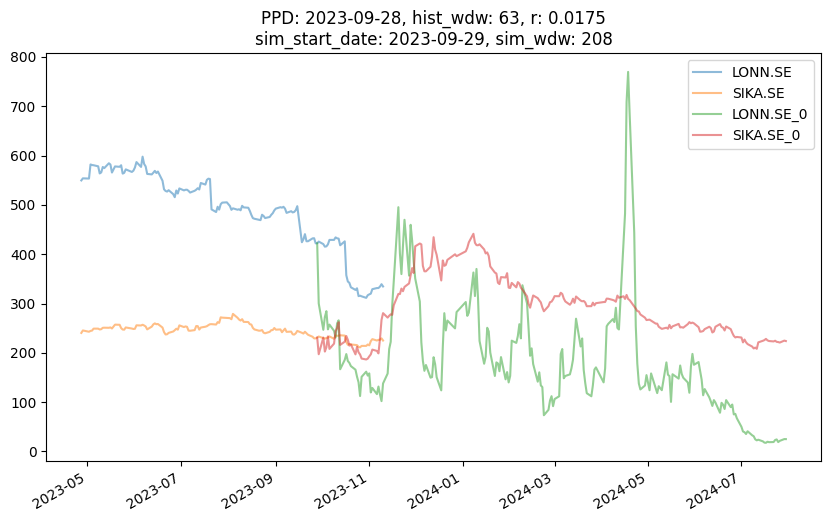 PPD: 2023-09-28, hist_wdw: 63, r: 0.0175
sim_start_date: 2023-09-29, sim_wdw: 208
LONN.SE
SIKA.SE
LONN.SE_0
SIKA.SE_0
800
700
600
500
400
300
200
100
0
2023-05
2023-07
2023-09
2023-11
2024-01
2024-03
2024-05
2024-07